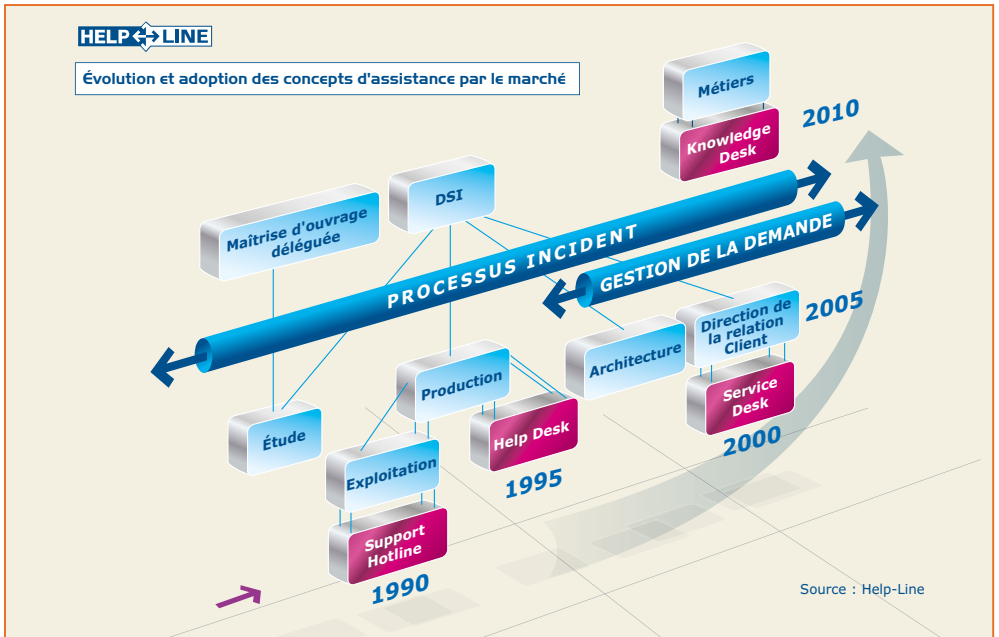 HELP LINE
Évolution et adoption des concepts d'assistance par le marché
Métiers
Knowledge
Desk
2010
DSI
Maîtrise d'ouvrage
déléguée
PROCESSUS INCIDENT
GESTION DE LA DEMANDE
Direction de
la relation
Client
2005
Architecture
Production
Service
Desk
2000
Étude
Help Desk
1995
Exploitation
Support
Hotline
1990
Source : Help-Line